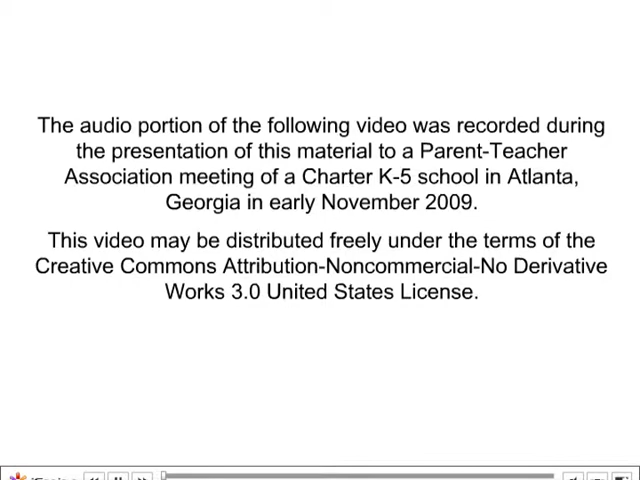 The audio portion of the following video was recorded during
the presentation of this material to a Parent-Teacher
Association meeting of a Charter K-5 school in Atlanta,
Georgia in early November 2009.
This video may be distributed freely under the terms of the
Creative Commons Attribution-Noncommercial-No Derivative
Works 3.0 United States License.